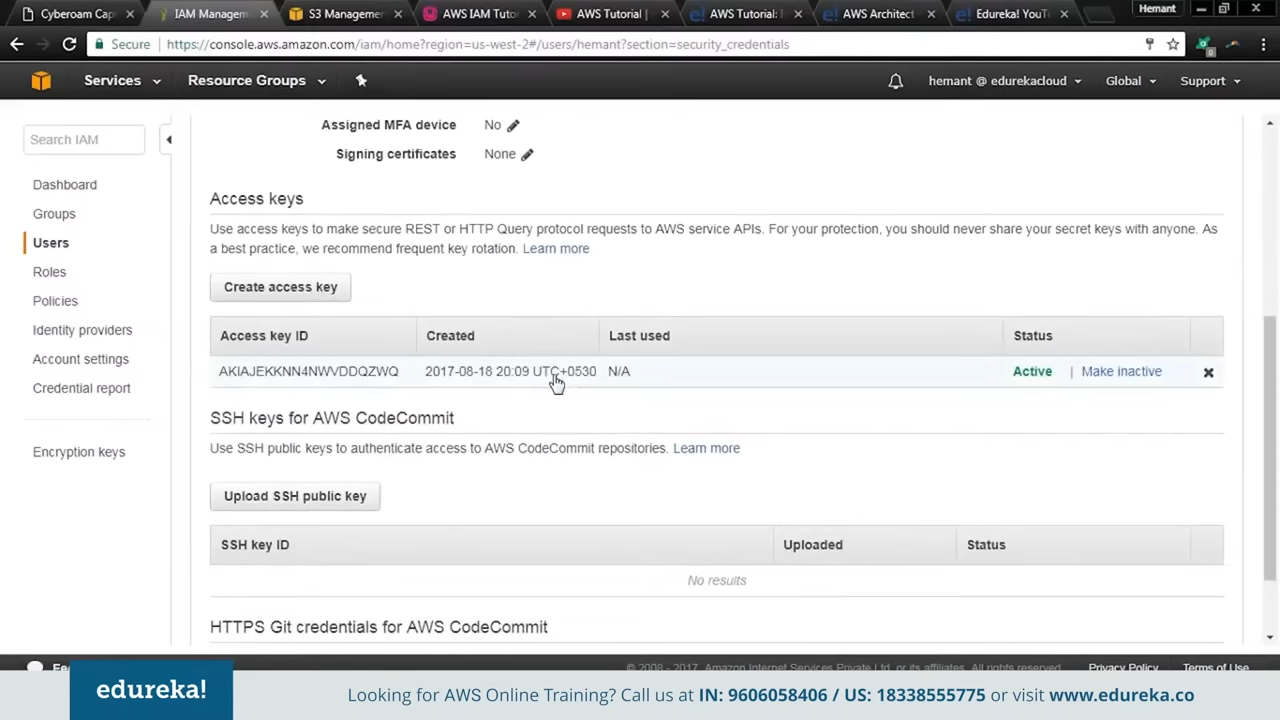 Cyberoam Cap
IAM Managem
S3 Manageme
AWS IAM Tuto
AWS Tutorial |
AWS Tutorial:
AWS Architect
Edureka! YouT
Hemant
Secure
https://console.aws.amazon.com/iam/home?region=us-west-2#/users/hemant?section=security_credentials
Services
Resource Groups
hemant @ edurekacloud
Global
Support
Search IAM
Dashboard
Groups
Users
Roles
Policies
Identity providers
Account settings
Credential report
Encryption keys
Assigned MFA device No
Signing certificates None
Access keys
Use access keys to make secure REST or HTTP Query protocol requests to AWS service APIs. For your protection, you should never share your secret keys with anyone. As
a best practice, we recommend frequent key rotation. Learn more
Create access key
Access key ID Created Last used Status
AKIAJEKKNN4NWVDDQZWQ 2017-08-18 20:09 UTC+0530 N/A Active | Make inactive
SSH keys for AWS CodeCommit
Use SSH public keys to authenticate access to AWS CodeCommit repositories. Learn more
Upload SSH public key
SSH key ID Uploaded Status
No results
HTTPS Git credentials for AWS CodeCommit
© 2008 - 2017, Amazon Internet Services Private Ltd. or its affiliates. All rights reserved.
Privacy Policy
Terms of Use
edureka!
Looking for AWS Online Training? Call us at IN: 9606058406 / US: 18338555775 or visit www.edureka.co